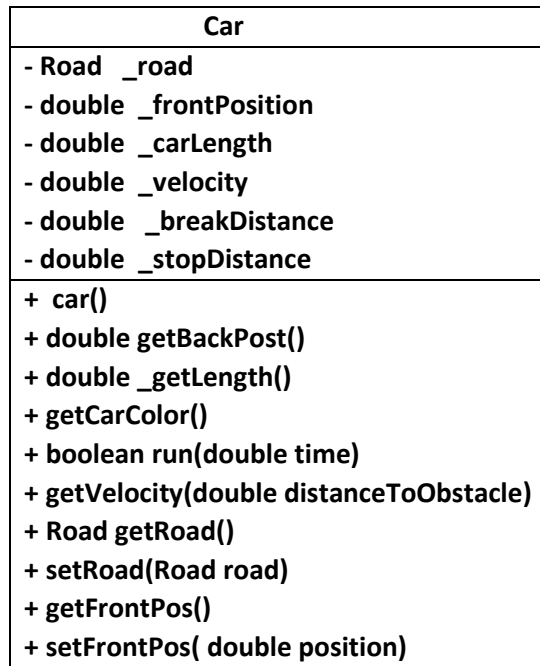 Car
- Road _road
- double _frontPosition
- double _carLength
- double _velocity
- double _breakDistance
- double _stopDistance
+ car()
+ double getBackPost()
+ double _getLength()
+ getCarColor()
+ boolean run(double time)
+ getVelocity(double distanceToObstacle)
+ Road getRoad()
+ setRoad(Road road)
+ getFrontPos()
+ setFrontPos( double position)